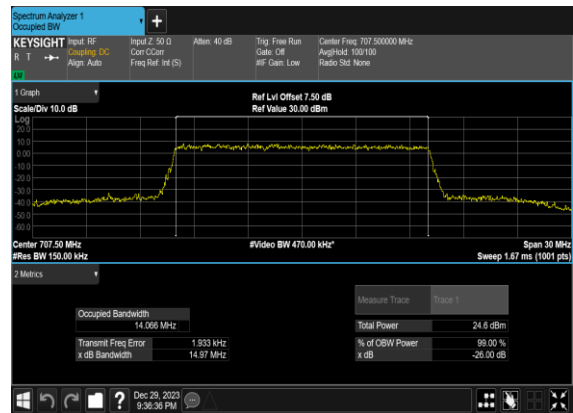 Spectrum Analyzer 1
Occupied BW
+
KEYSIGHT Input: RF Input Z: 50 Ω Atten: 40 dB Trig: Free Run Center Freq: 707.500000 MHz
R T Coupling: DC Corr CCorr Gate: Off Avg|Hold: 100/100
Align: Auto Freq Ref: Int (S) #IF Gain: Low Radio Std: None
LW
1 Graph
Ref Lvl Offset 7.50 dB
Scale/Div 10.0 dB Ref Value 30.00 dBm
Log
20.0
10.0
0.00
-10.0
-20.0
-30.0
-40.0
-50.0
-60.0
Center 707.50 MHz #Video BW 470.00 kHz* Span 30 MHz
#Res BW 150.00 kHz Sweep 1.67 ms (1001 pts)
2 Metrics
Measure Trace Trace 1
Occupied Bandwidth
14.066 MHz Total Power 24.6 dBm
Transmit Freq Error 1.933 kHz % of OBW Power 99.00 %
x dB Bandwidth 14.97 MHz x dB -26.00 dB
? Dec 29, 2023
9:36:36 PM